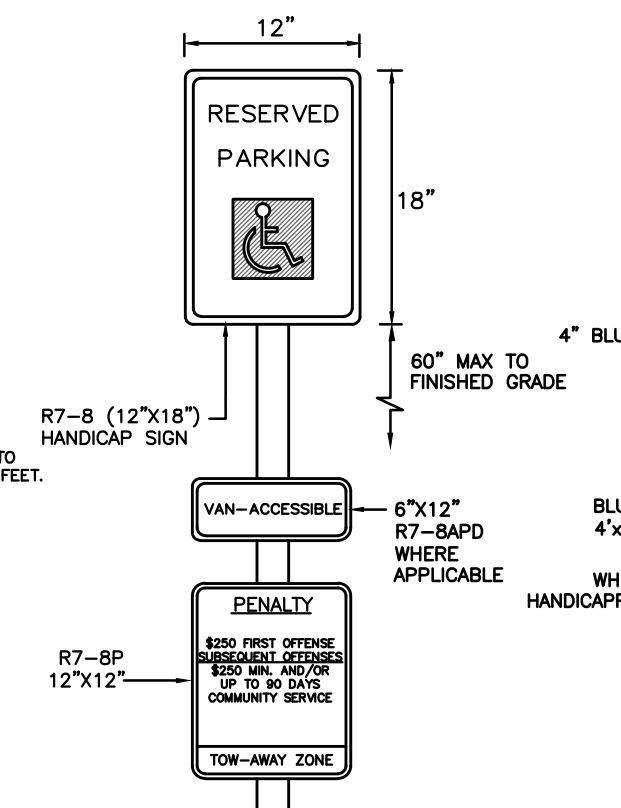 12"
RESERVED
PARKING
18"
4" BLU
60" MAX TO
FINISHED GRADE
R7-8 (12"X18")
HANDICAP SIGN
TO
FEET.
VAN-ACCESSIBLE
6"X12"
R7-8APD
WHERE
APPLICABLE
BLU
4'x
WH
HANDICAPP
PENALTY
$250 FIRST OFFENSE
SUBSEQUENT OFFENSES
$250 MIN. AND/OR
UP TO 90 DAYS
COMMUNITY SERVICE
R7-8P
12"X12"
TOW-AWAY ZONE